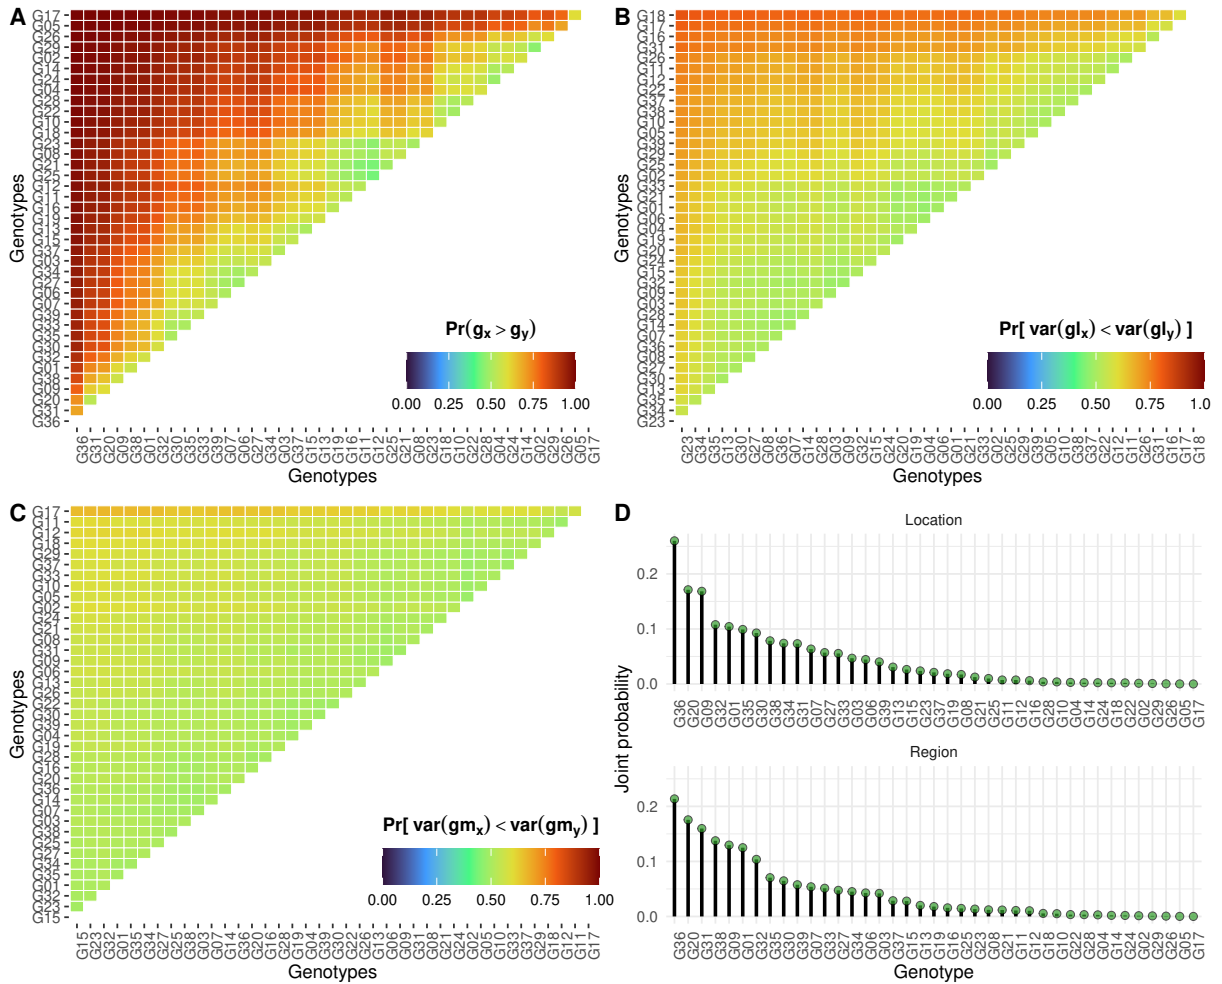 A
G17
G05
G26
G29
G02
G14
G24
G04
G28
G22
G10
G18
G23
G08
G21
G25
G12
G11
G16
G19
G13
G15
G37
G03
G34
G27
G06
G07
G39
G33
G35
G30
G32
G01
G38
G09
G20
G31
G36
Genotypes
Pr(gx > gy)
0.00 0.25 0.50 0.75 1.00
G36 G31 G20 G09 G38 G01 G32 G30 G35 G33 G39 G07 G06 G27 G34 G03 G37 G15 G13 G19 G16 G11 G12 G25 G21 G08 G23 G18 G10 G22 G28 G04 G24 G14 G02 G29 G26 G05 G17
Genotypes
B
G18
G17
G16
G31
G26
G11
G12
G22
G37
G38
G10
G05
G39
G29
G25
G02
G33
G21
G01
G06
G04
G19
G20
G24
G15
G32
G09
G03
G28
G14
G07
G36
G08
G27
G30
G13
G35
G34
G23
Genotypes
Pr[ var(glx) < var(gly) ]
0.00 0.25 0.50 0.75 1.00
G23 G34 G35 G13 G30 G27 G08 G36 G07 G14 G28 G03 G09 G32 G15 G24 G20 G19 G04 G06 G01 G21 G33 G02 G25 G29 G39 G05 G10 G38 G37 G22 G12 G11 G26 G31 G16 G17 G18
Genotypes
C
G17
G11
G12
G18
G29
G37
G33
G10
G05
G02
G24
G21
G08
G31
G09
G06
G13
G26
G22
G30
G39
G04
G19
G28
G16
G20
G36
G14
G07
G03
G38
G25
G27
G34
G35
G01
G32
G23
G15
Genotypes
Pr[ var(gmx) < var(gmy) ]
0.00 0.25 0.50 0.75 1.00
G15 G23 G32 G01 G35 G34 G27 G25 G38 G03 G07 G14 G36 G20 G16 G28 G19 G04 G39 G30 G22 G26 G13 G06 G09 G31 G08 G21 G24 G02 G05 G10 G33 G37 G29 G18 G12 G11 G17
Genotypes
D
Location
0.2
0.1
0.0
G36 G20 G09 G32 G01 G35 G30 G38 G34 G31 G07 G27 G33 G03 G06 G39 G13 G15 G23 G37 G19 G08 G21 G25 G11 G12 G16 G28 G10 G04 G24 G14 G18 G22 G02 G29 G26 G05 G17
Joint probability
Region
0.2
0.1
0.0
G36 G20 G31 G38 G09 G01 G32 G35 G30 G39 G07 G33 G27 G34 G06 G03 G37 G15 G13 G19 G16 G25 G23 G08 G21 G11 G12 G18 G10 G22 G28 G04 G14 G24 G02 G29 G26 G05 G17
Genotype